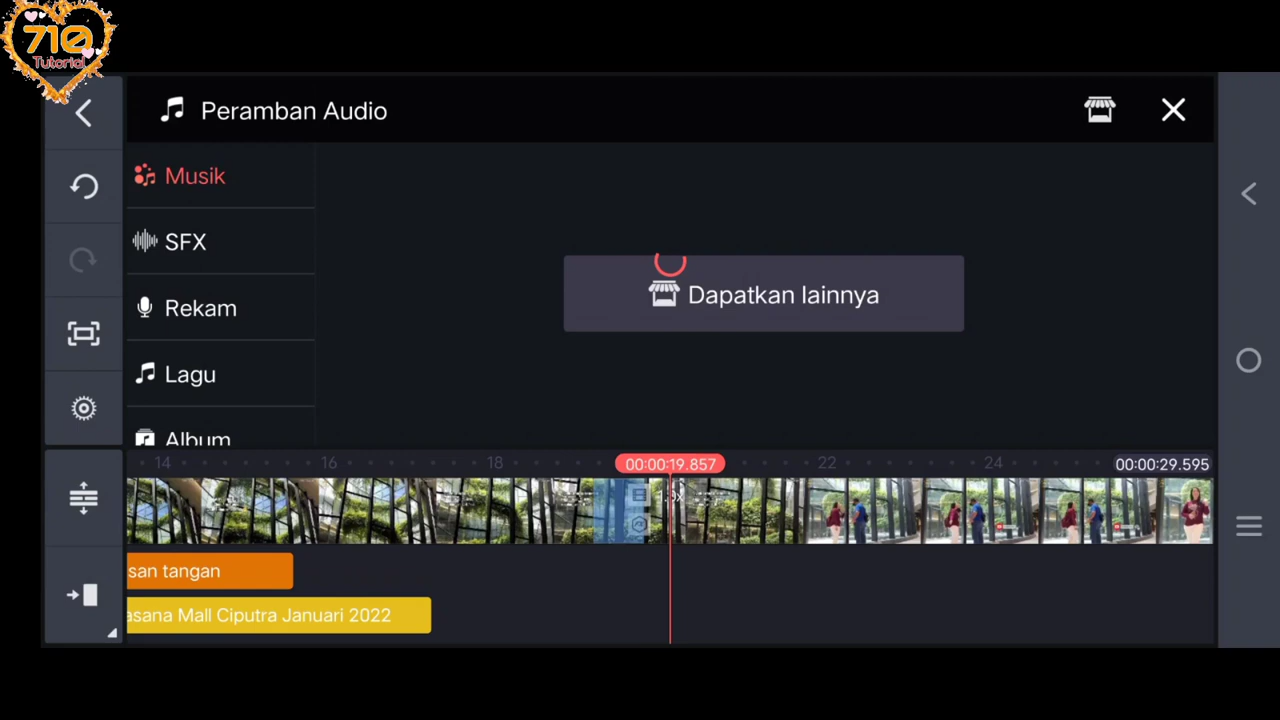 710
Tutorial
Peramban Audio
Musik
SFX
Rekam
Lagu
Album
Dapatkan lainnya
14 16 18 00:00:19.857 22 24 00:00:29.595
san tangan
asana Mall Ciputra Januari 2022